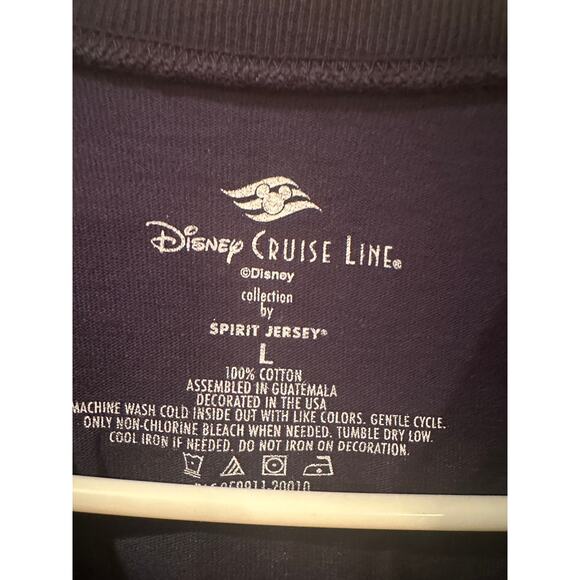 Disney Cruise Line®
©Disney
collection
by
SPIRIT JERSEY®
L
100% COTTON
ASSEMBLED IN GUATEMALA
DECORATED IN THE USA
MACHINE WASH COLD INSIDE OUT WITH LIKE COLORS. GENTLE CYCLE.
ONLY NON-CHLORINE BLEACH WHEN NEEDED. TUMBLE DRY LOW.
COOL IRON IF NEEDED. DO NOT IRON ON DECORATION.